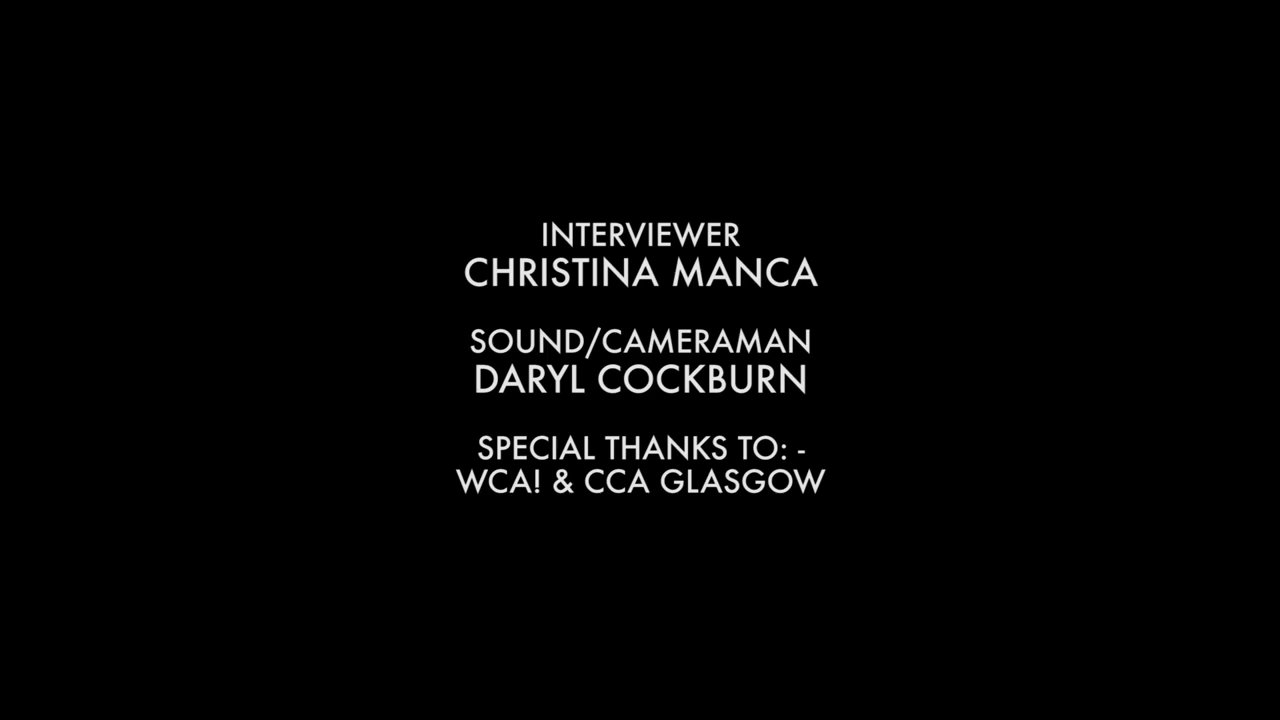 INTERVIEWER
CHRISTINA MANCA
SOUND/CAMERAMAN
DARYL COCKBURN
SPECIAL THANKS TO: -
WCA! & CCA GLASGOW